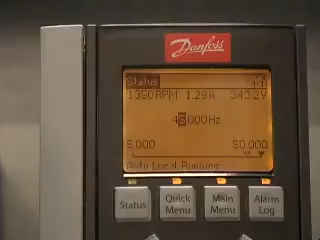 Danfoss
Status
1350RPM 1.29A 343.2V
45.000Hz
5.000 50.000
Auto Local Running
Status
Quick Menu
Main Menu
Alarm Log